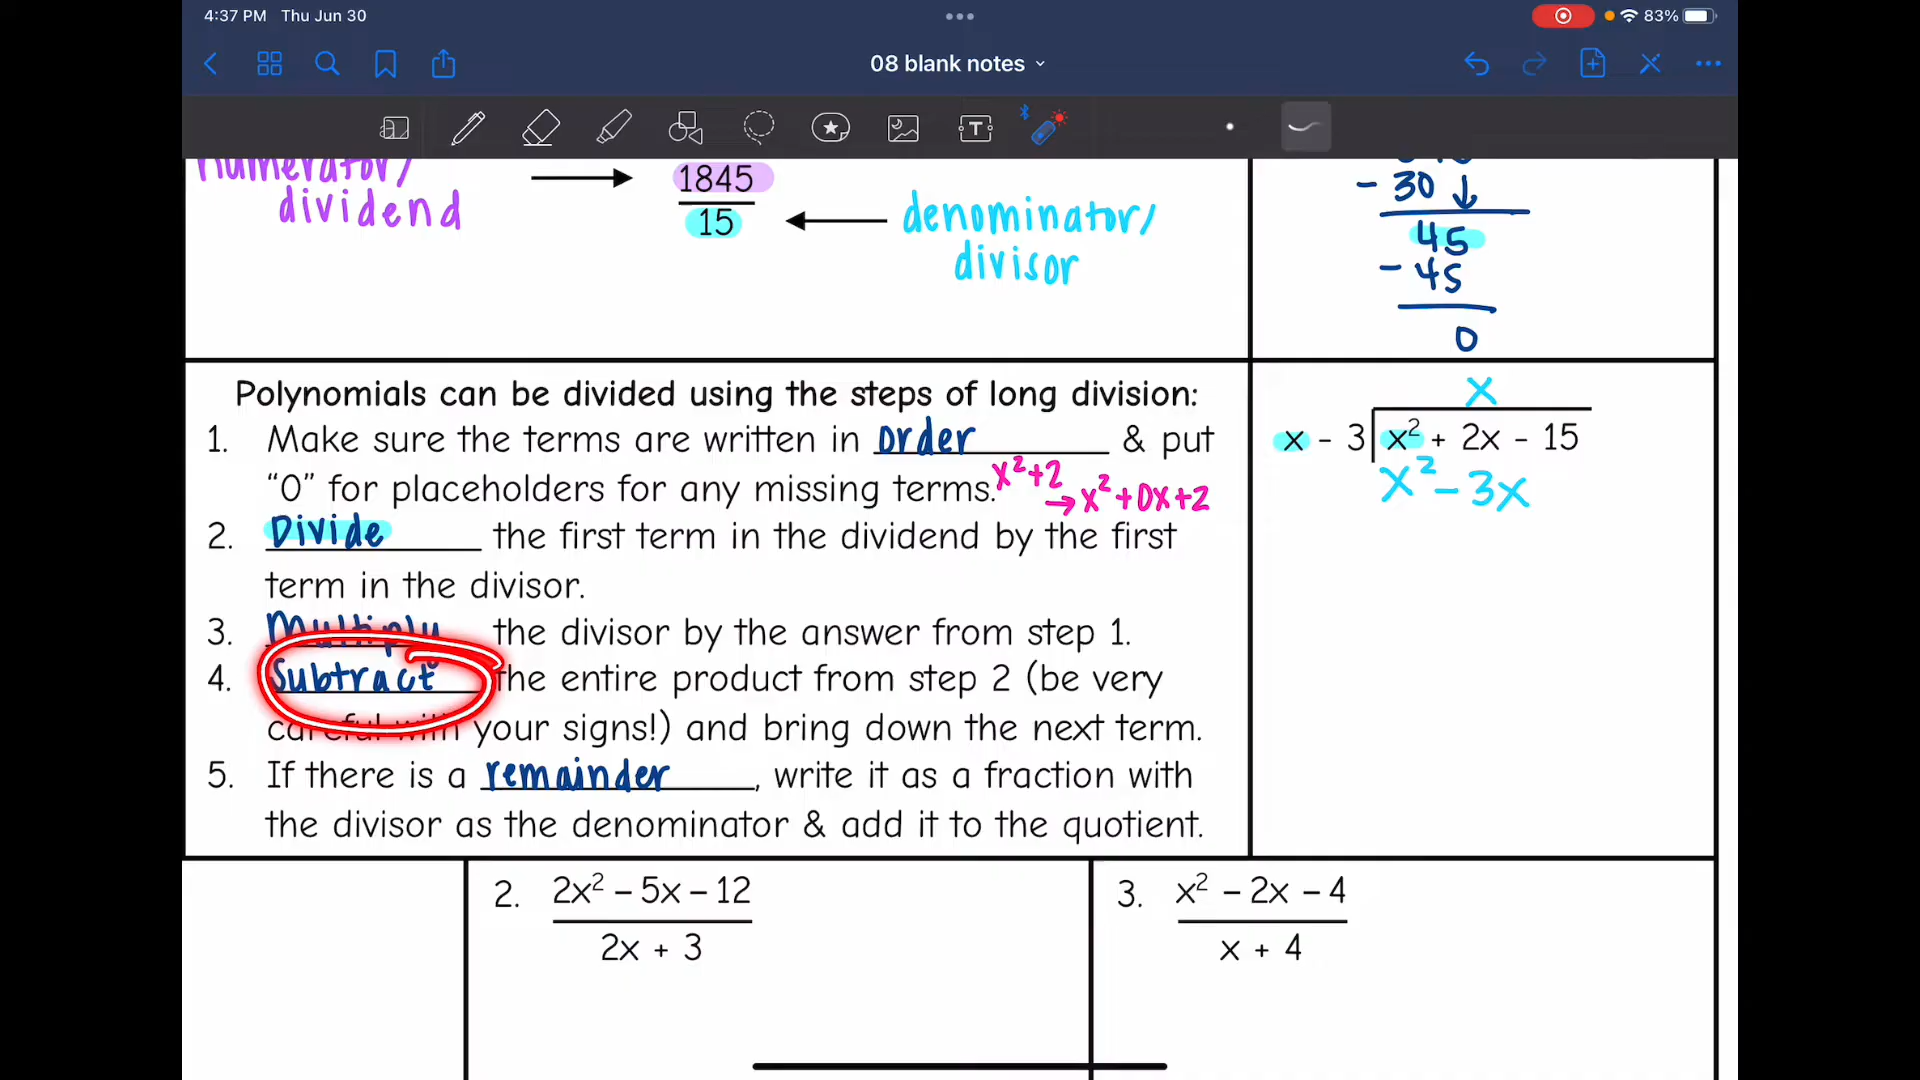 4:37 PM Thu Jun 30
83%
08 blank notes
numerator/
dividend
1845
15
denominator/
divisor
- 30
45
- 45
0
Polynomials can be divided using the steps of long division:
1. Make sure the terms are written in order & put
"0" for placeholders for any missing terms. x²+2
→ x²+0x+2
2. Divide the first term in the dividend by the first
term in the divisor.
3. Multiply the divisor by the answer from step 1.
4. Subtract the entire product from step 2 (be very
careful with your signs!) and bring down the next term.
5. If there is a remainder, write it as a fraction with
the divisor as the denominator & add it to the quotient.
x
x - 3 x² + 2x - 15
x² - 3x
2. 2x² - 5x - 12
2x + 3
3. x² - 2x - 4
x + 4